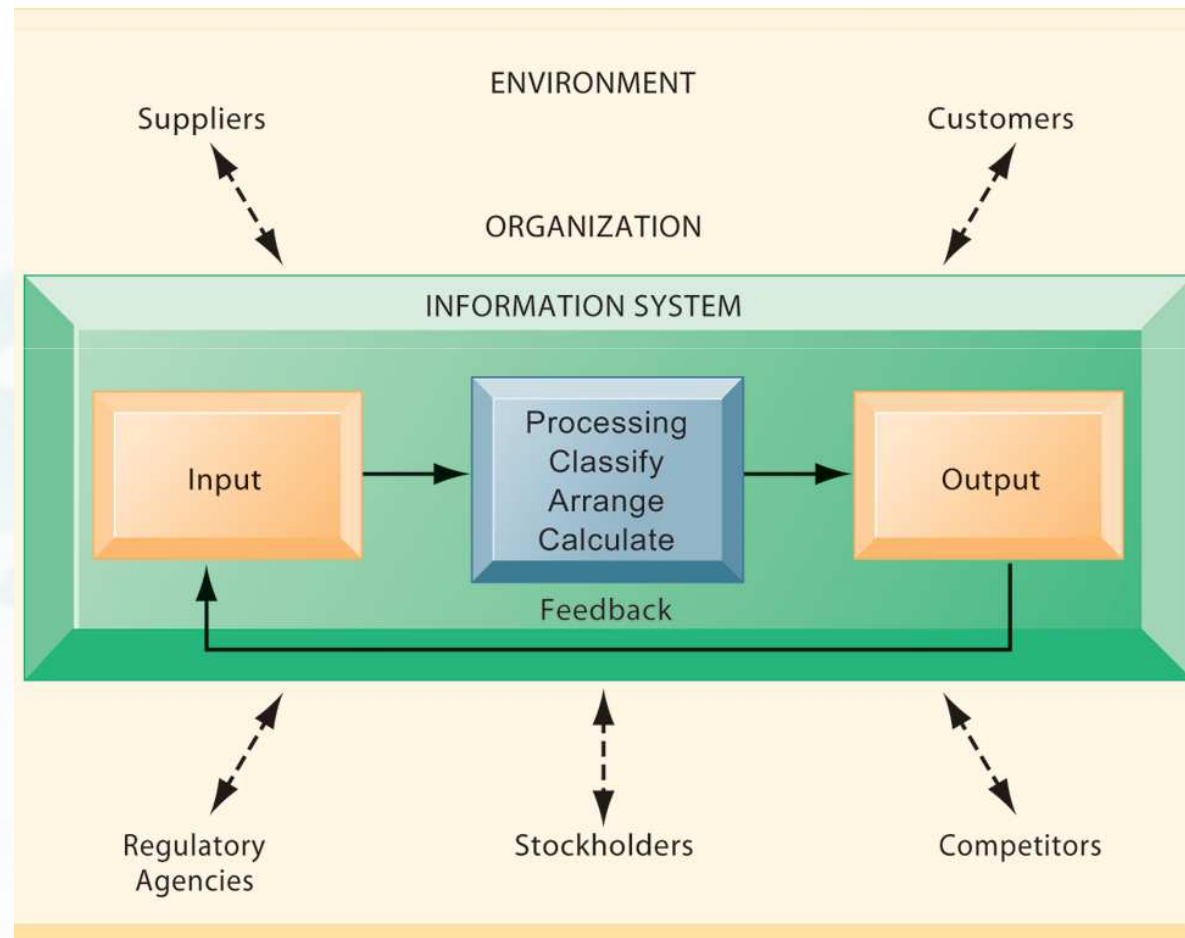 ENVIRONMENT
Suppliers
Customers
ORGANIZATION
INFORMATION SYSTEM
Input
Processing
Classify
Arrange
Calculate
Output
Feedback
Regulatory
Agencies
Stockholders
Competitors